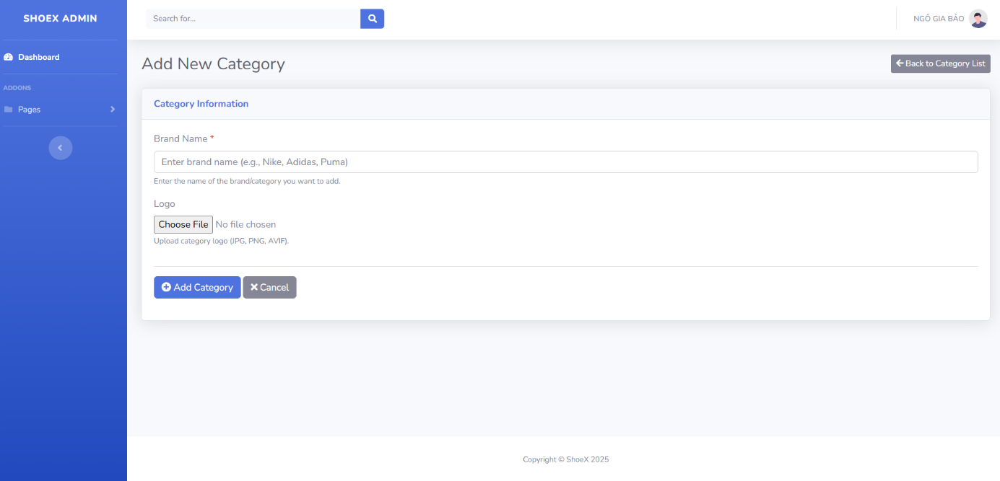 SHOEX ADMIN
Search for...
NGÔ GIA BẢO
Dashboard
ADDONS
Pages
Add New Category
Back to Category List
Category Information
Brand Name *
Enter brand name (e.g., Nike, Adidas, Puma)
Enter the name of the brand/category you want to add.
Logo
Choose File No file chosen
Upload category logo (JPG, PNG, AVIF).
Add Category
Cancel
Copyright © ShoeX 2025